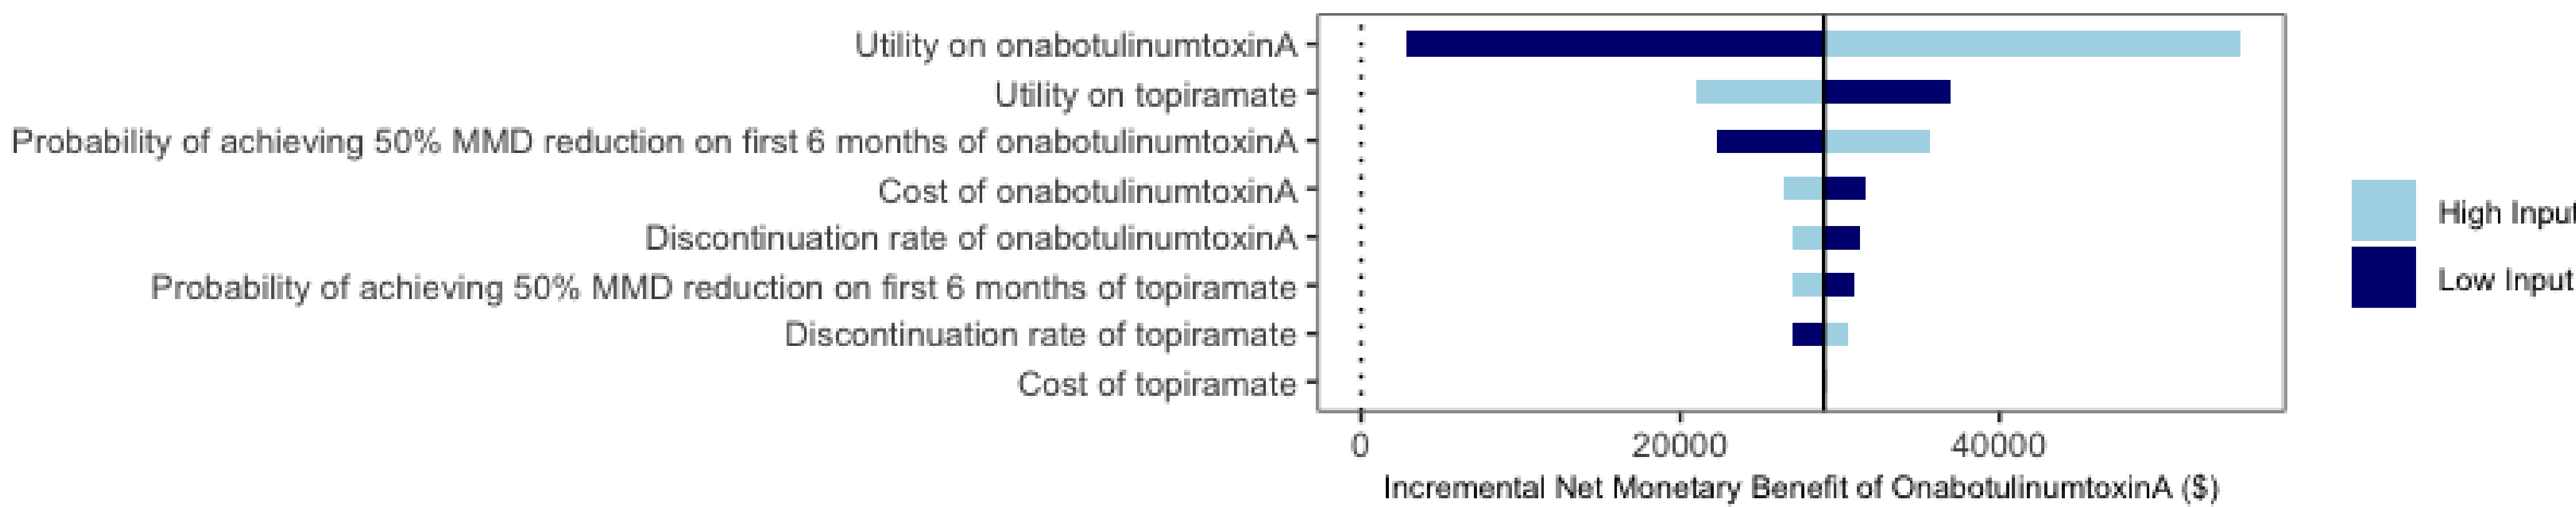 Utility on onabotulinumtoxinA
Utility on topiramate
Probability of achieving 50% MMD reduction on first 6 months of onabotulinumtoxinA
Cost of onabotulinumtoxinA
Discontinuation rate of onabotulinumtoxinA
Probability of achieving 50% MMD reduction on first 6 months of topiramate
Discontinuation rate of topiramate
Cost of topiramate
0 20000 40000
Incremental Net Monetary Benefit of OnabotulinumtoxinA ($)
High Input
Low Input